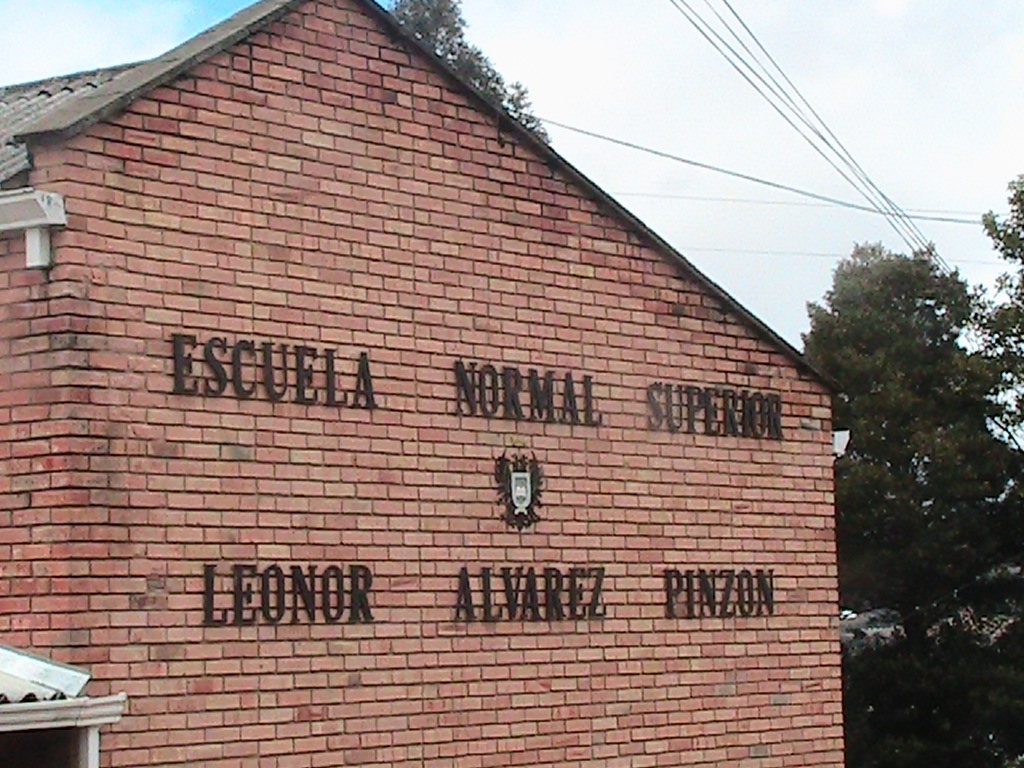 ESCUELA NORMAL SUPERIOR
LEONOR ALVAREZ PINZON